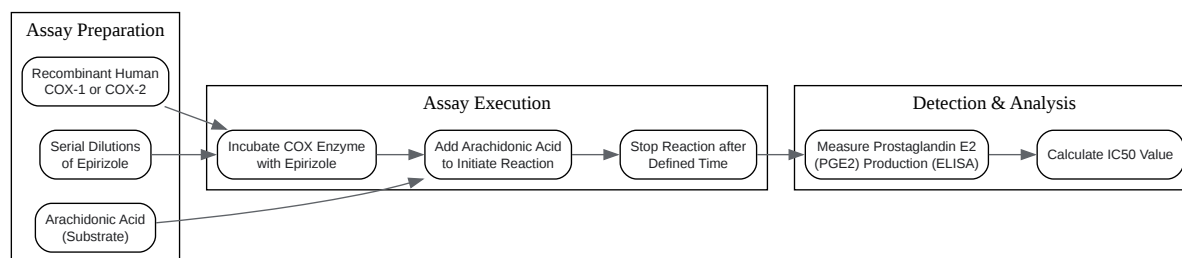 Assay Preparation
Recombinant Human
COX-1 or COX-2
Serial Dilutions
of Epirizole
Arachidonic Acid
(Substrate)
Assay Execution
Incubate COX Enzyme
with Epirizole
Add Arachidonic Acid
to Initiate Reaction
Stop Reaction after
Defined Time
Detection & Analysis
Measure Prostaglandin E2
(PGE2) Production (ELISA)
Calculate IC50 Value